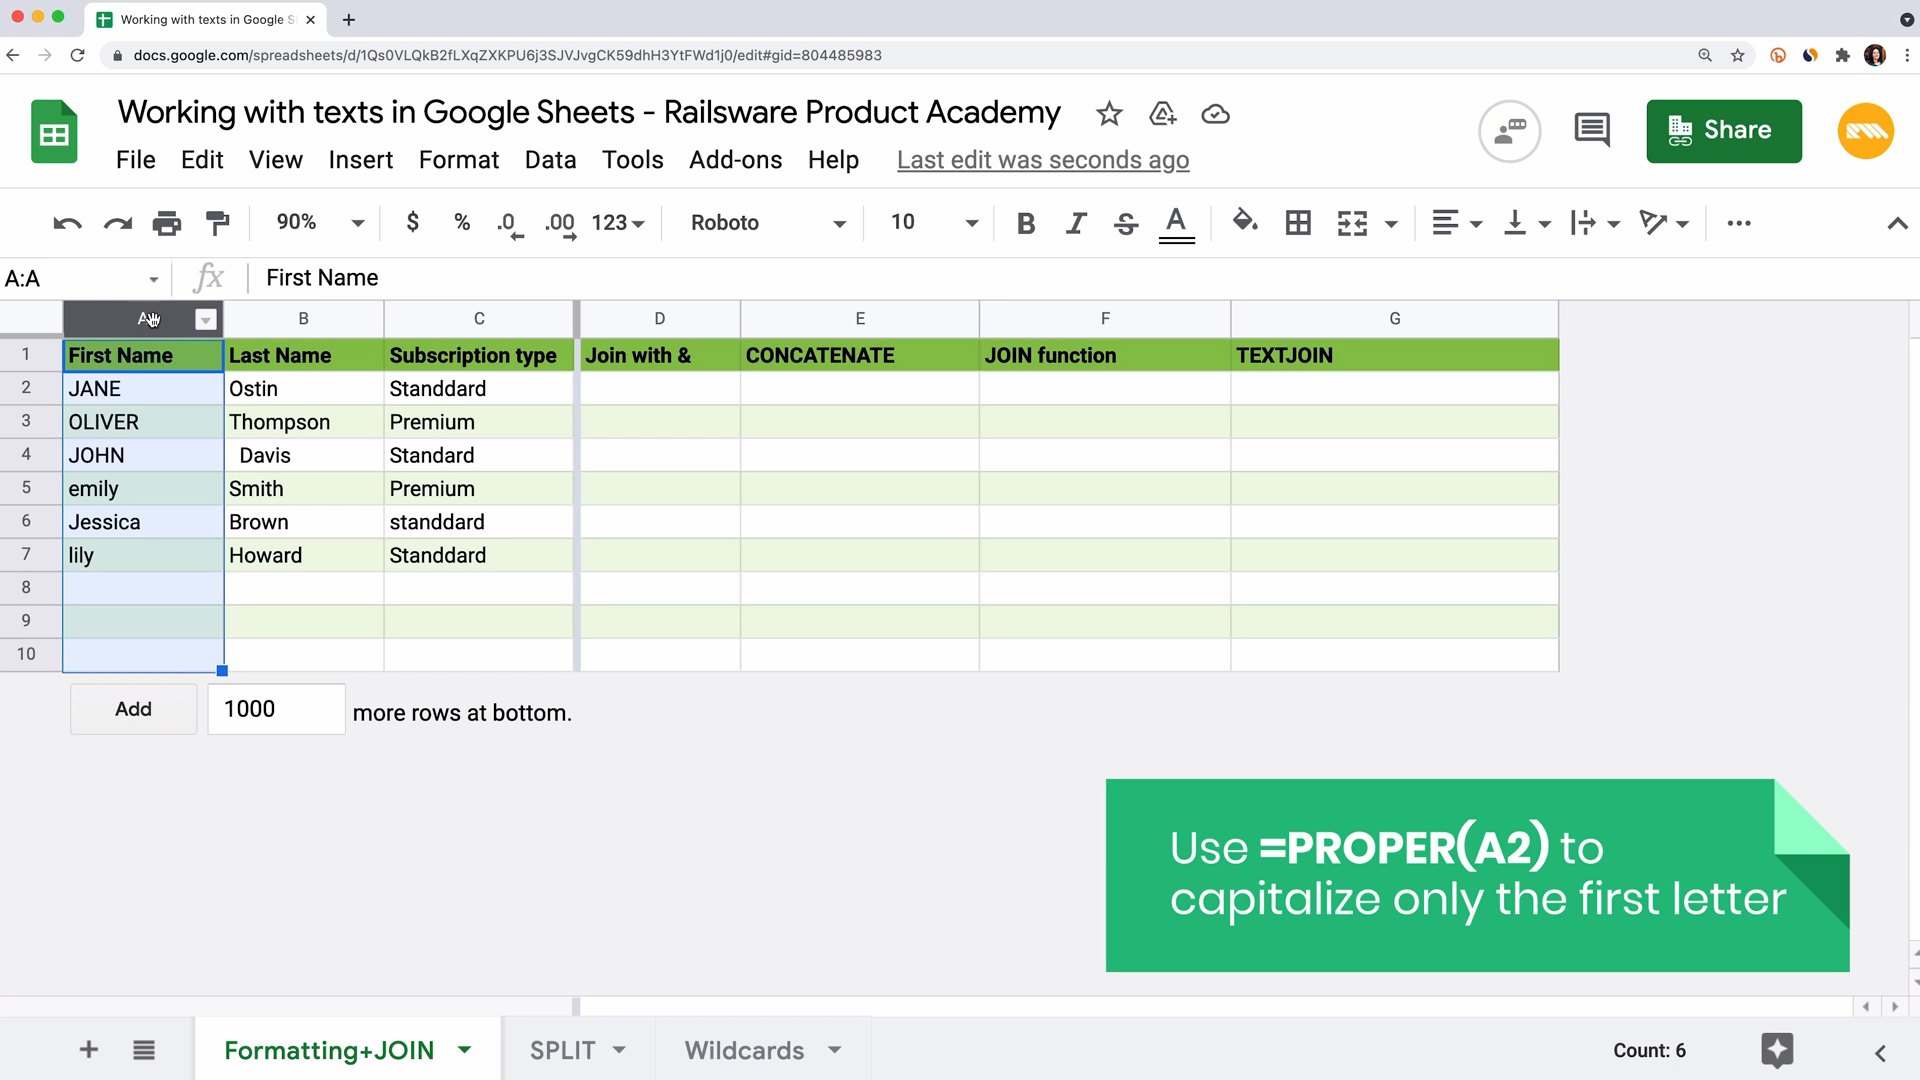 Working with texts in Google S
docs.google.com/spreadsheets/d/1Qs0VLQkB2fLXqZXKPU6j3SJVJvgCK59dhH3YtFWd1j0/edit#gid=804485983
Working with texts in Google Sheets - Railsware Product Academy
Share
File Edit View Insert Format Data Tools Add-ons Help Last edit was seconds ago
90% $ % .0 .00 123 Roboto 10 B I S A
A:A fx First Name
A B C D E F G
1 First Name Last Name Subscription type Join with & CONCATENATE JOIN function TEXTJOIN
2 JANE Ostin Standdard
3 OLIVER Thompson Premium
4 JOHN Davis Standard
5 emily Smith Premium
6 Jessica Brown standdard
7 lily Howard Standdard
8
9
10
Add 1000 more rows at bottom.
Use =PROPER(A2) to
capitalize only the first letter
Formatting+JOIN SPLIT Wildcards Count: 6